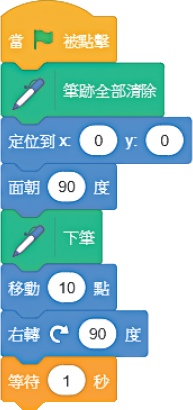 當 被點擊
筆跡全部清除
定位到 x: 0 y: 0
面朝 90 度
下筆
移動 10 點
右轉 90 度
等待 1 秒